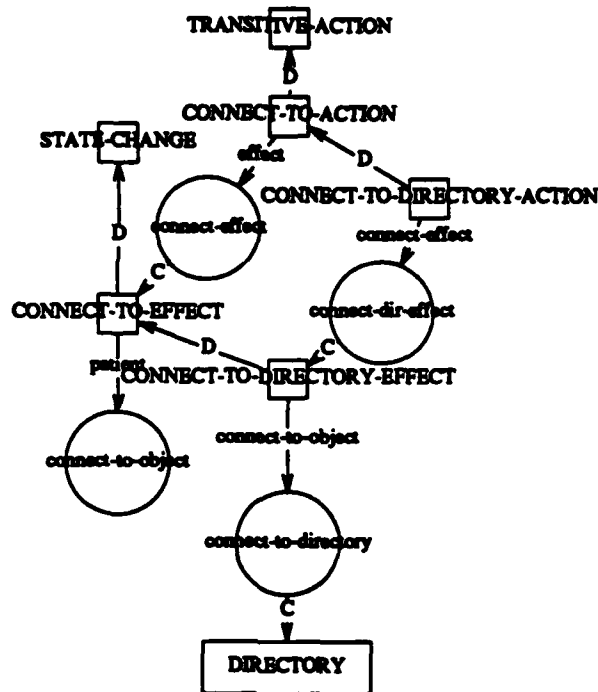 TRANSITIVE-ACTION
D
CONNECT-TO-ACTION
STATE-CHANGE
effect
D
CONNECT-TO-DIRECTORY-ACTION
connect-effect
connect-effect
D
C
CONNECT-TO-EFFECT
connect-dir-effect
D
C
patient
CONNECT-TO-DIRECTORY-EFFECT
connect-to-object
connect-to-object
connect-to-directory
C
DIRECTORY